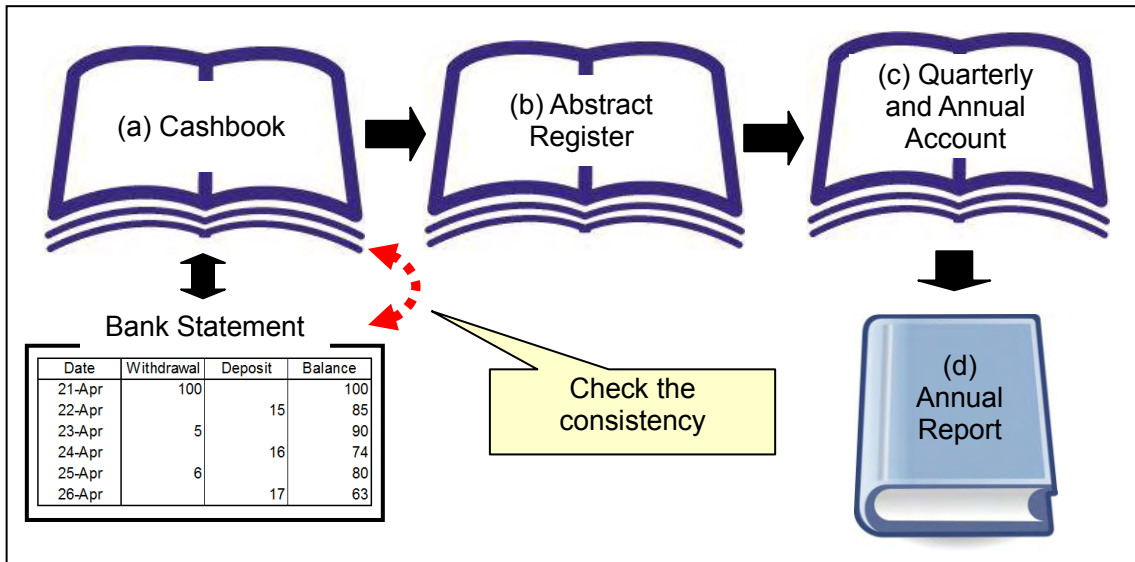 (a) Cashbook
(b) Abstract
Register
(c) Quarterly
and Annual
Account
Bank Statement
Date Withdrawal Deposit Balance
21-Apr 100 100
22-Apr 15 85
23-Apr 5 90
24-Apr 16 74
25-Apr 6 80
26-Apr 17 63
Check the
consistency
(d)
Annual
Report